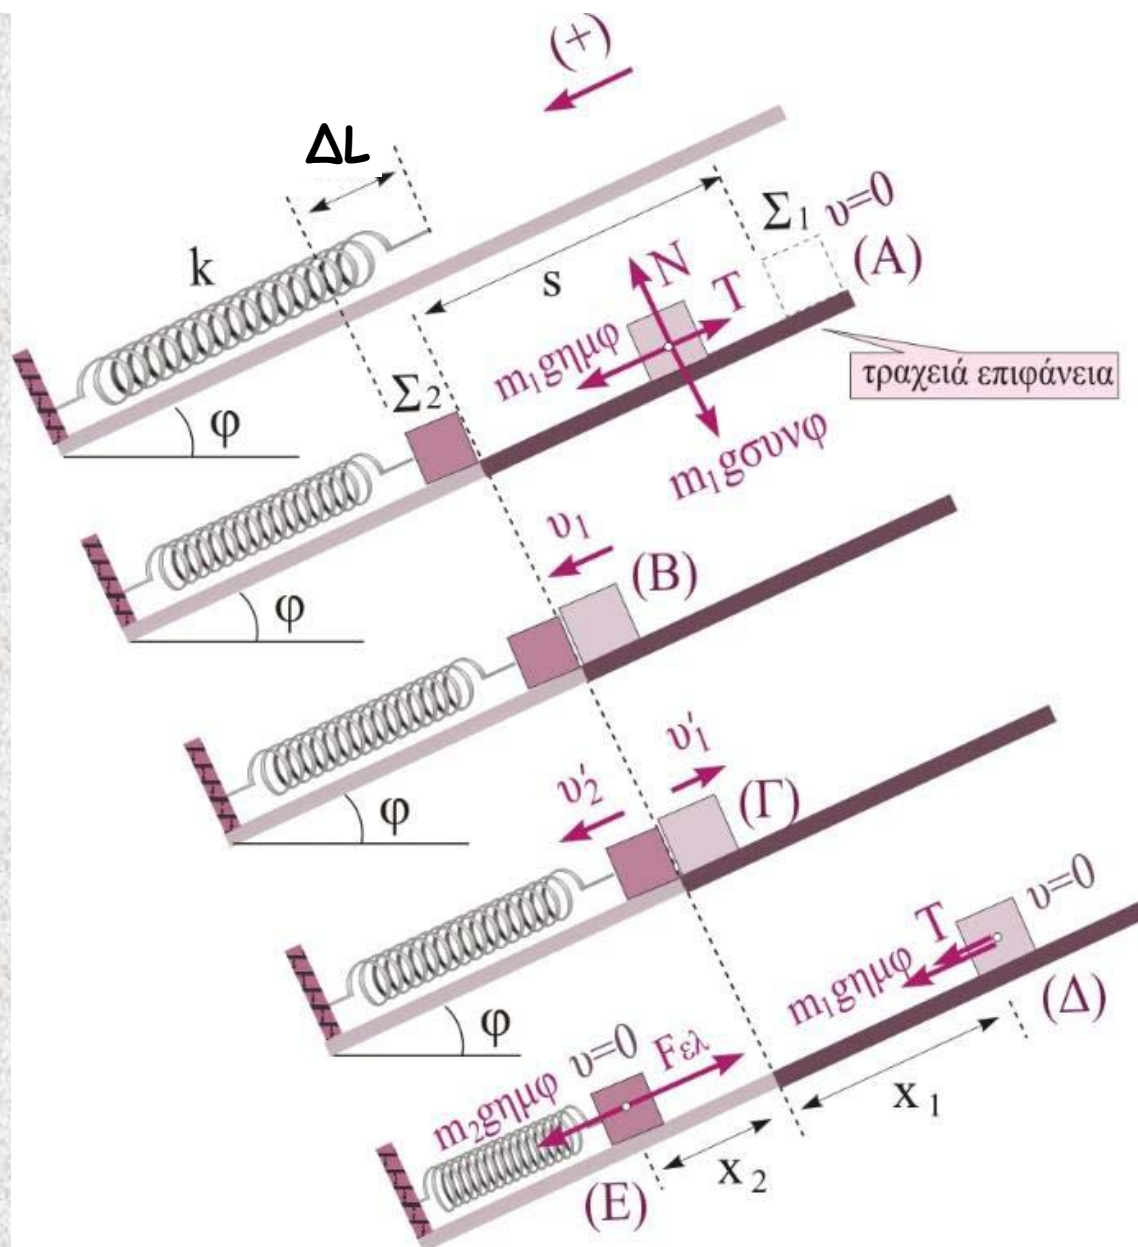 (+)
ΔL
Σ₁ υ=0
(A)
k
s
N
T
m₁gημφ
τραχειά επιφάνεια
Σ₂
φ
m₁gσυνφ
υ₁
(B)
φ
υ′₁
υ′₂
(Γ)
φ
υ=0
T
m₁gημφ
(Δ)
φ
υ=0
Fελ
m₂gημφ
x₁
x₂
(E)